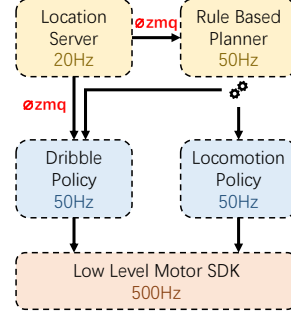 Location
Server
20Hz
øzmq
Rule Based
Planner
50Hz
øzmq
Dribble
Policy
50Hz
Locomotion
Policy
50Hz
Low Level Motor SDK
500Hz